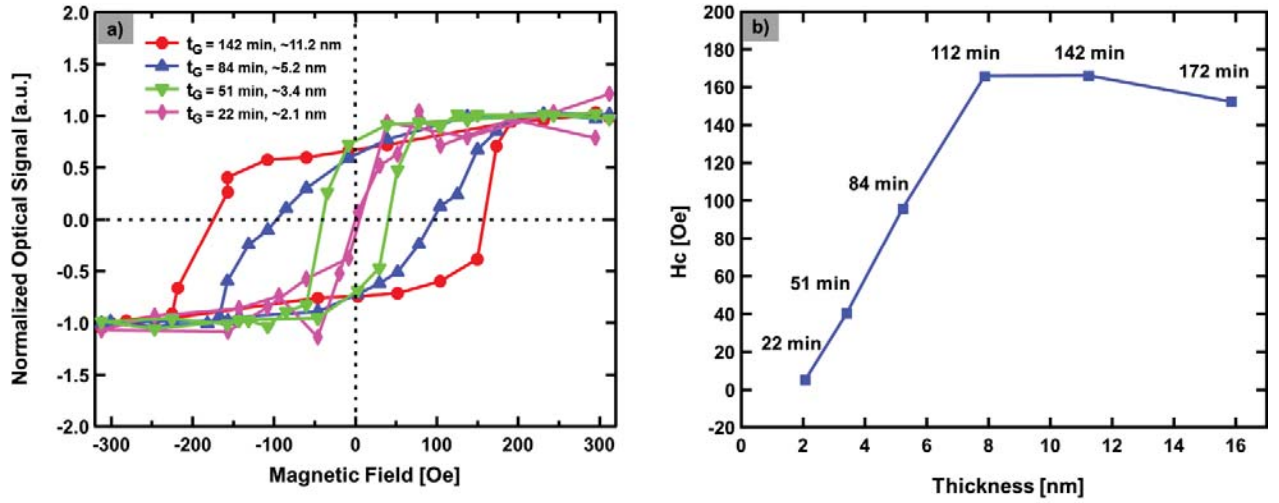 a)
t_G = 142 min, ~11.2 nm
t_G = 84 min, ~5.2 nm
t_G = 51 min, ~3.4 nm
t_G = 22 min, ~2.1 nm
Normalized Optical Signal [a.u.]
2.0
1.5
1.0
0.5
0.0
-0.5
-1.0
-1.5
-2.0
-300 -200 -100 0 100 200 300
Magnetic Field [Oe]
b)
Hc [Oe]
200
180
160
140
120
100
80
60
40
20
0
-20
112 min 142 min 172 min
84 min
51 min
22 min
0 2 4 6 8 10 12 14 16
Thickness [nm]